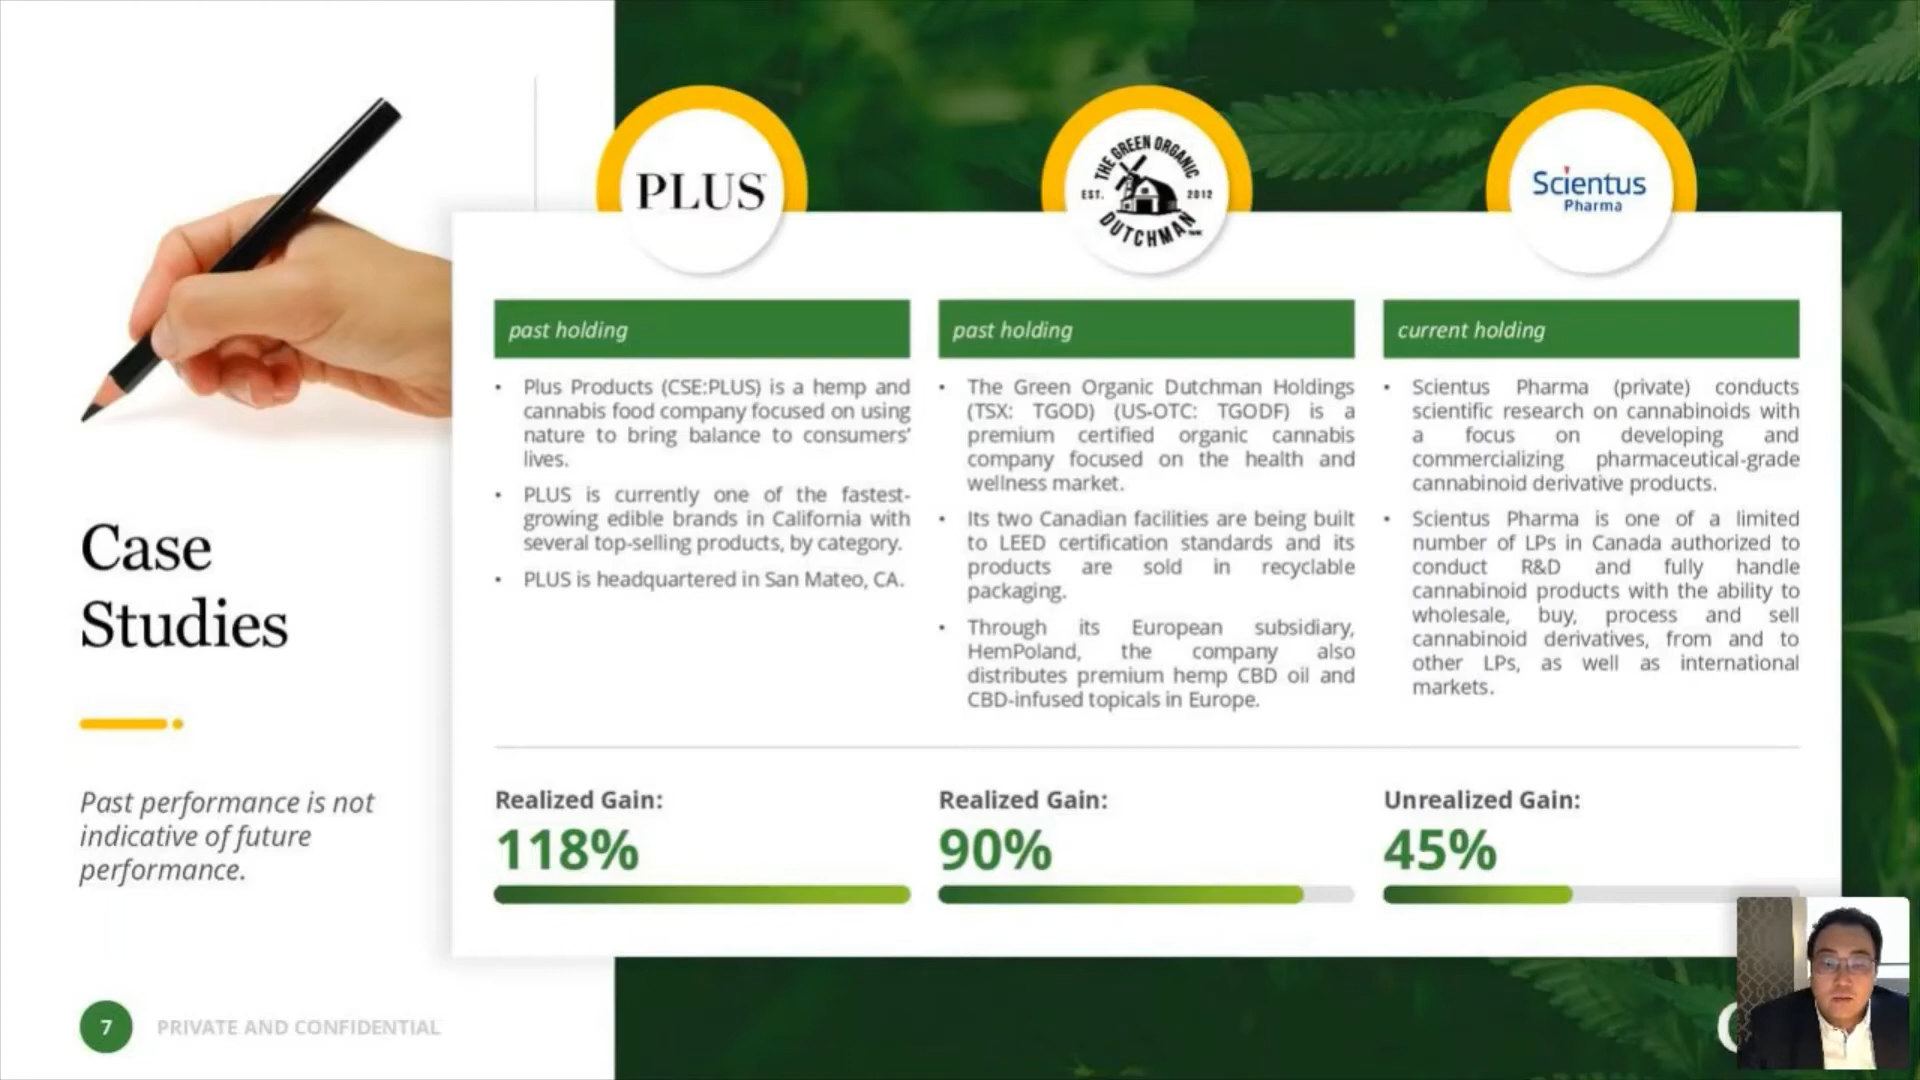 PLUS
THE GREEN ORGANIC
EST. 2012
DUTCHMAN
Scientus
Pharma
past holding
• Plus Products (CSE:PLUS) is a hemp and
cannabis food company focused on using
nature to bring balance to consumers’
lives.
• PLUS is currently one of the fastest-
growing edible brands in California with
several top-selling products, by category.
• PLUS is headquartered in San Mateo, CA.
past holding
• The Green Organic Dutchman Holdings
(TSX: TGOD) (US-OTC: TGODF) is a
premium certified organic cannabis
company focused on the health and
wellness market.
• Its two Canadian facilities are being built
to LEED certification standards and its
products are sold in recyclable
packaging.
• Through its European subsidiary,
HemPoland, the company also
distributes premium hemp CBD oil and
CBD-infused topicals in Europe.
current holding
• Scientus Pharma (private) conducts
scientific research on cannabinoids with
a focus on developing and
commercializing pharmaceutical-grade
cannabinoid derivative products.
• Scientus Pharma is one of a limited
number of LPs in Canada authorized to
conduct R&D and fully handle
cannabinoid products with the ability to
wholesale, buy, process and sell
cannabinoid derivatives, from and to
other LPs, as well as international
markets.
Case
Studies
Past performance is not
indicative of future
performance.
Realized Gain:
118%
Realized Gain:
90%
Unrealized Gain:
45%
7 PRIVATE AND CONFIDENTIAL